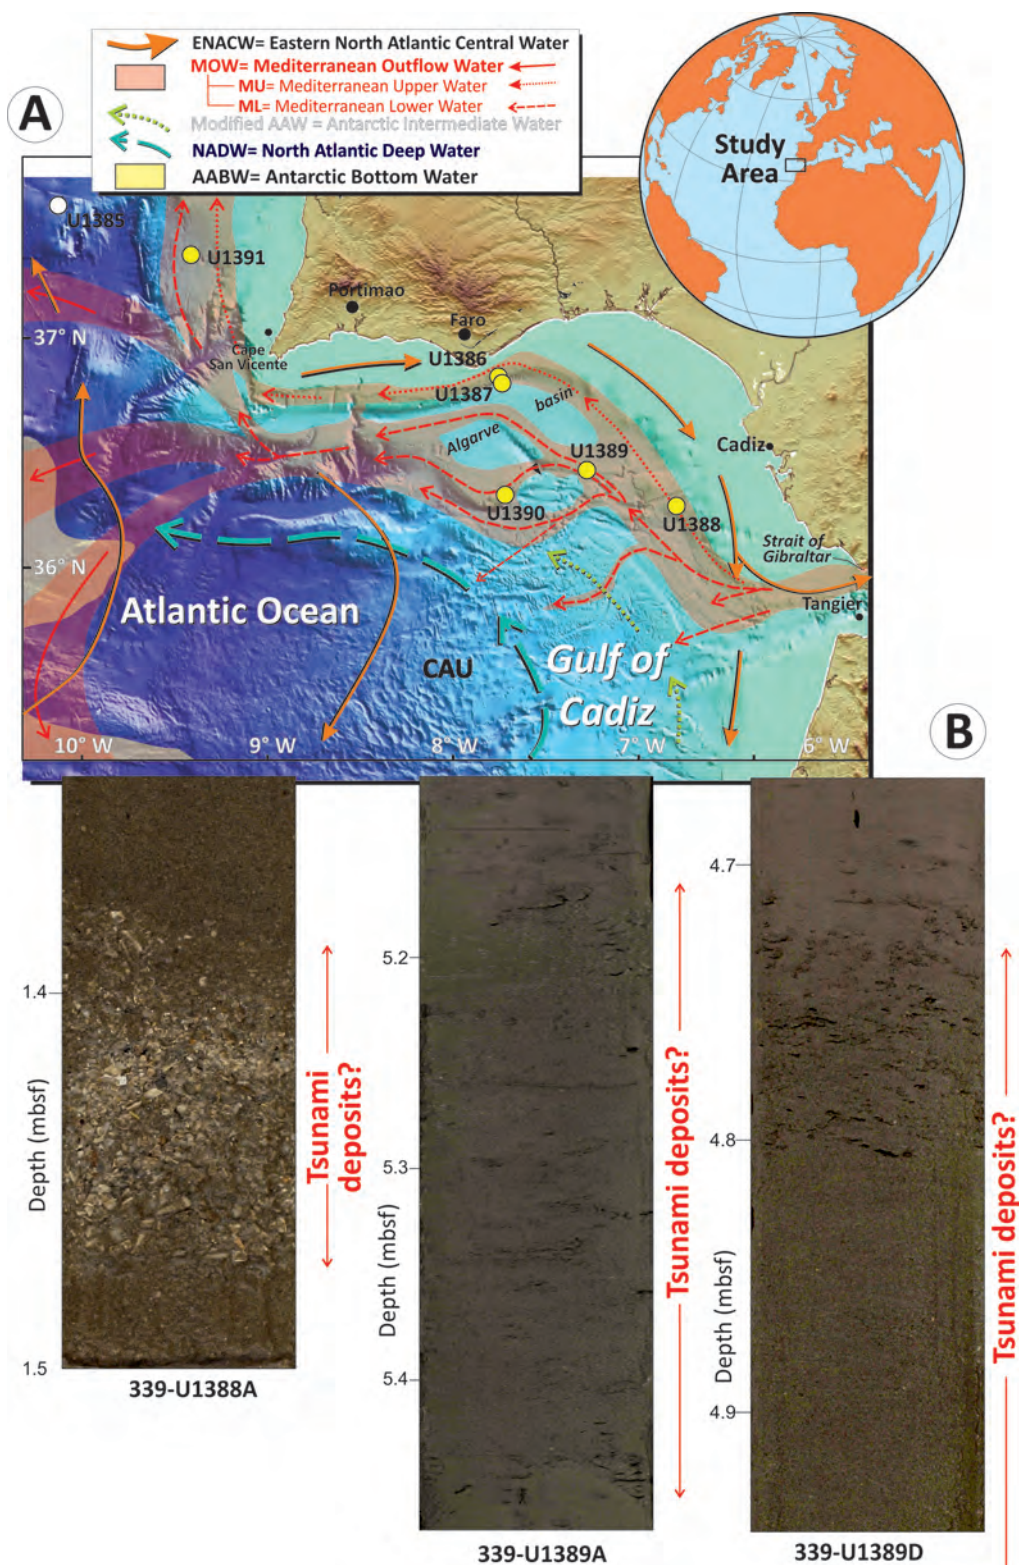 A
ENACW= Eastern North Atlantic Central Water
MOW= Mediterranean Outflow Water
MU= Mediterranean Upper Water
ML= Mediterranean Lower Water
Modified AAW = Antarctic Intermediate Water
NADW= North Atlantic Deep Water
AABW= Antarctic Bottom Water
Study
Area
U1385
U1391
Portimao
Faro
37° N
Cape
San Vicente
U1386
U1387
basin
Algarve
U1389
Cadiz
U1390
U1388
Strait of
Gibraltar
36° N
Tangier
Atlantic Ocean
CAU
Gulf of
Cadiz
10° W
9° W
8° W
7° W
6° W
B
1.4
1.5
Depth (mbsf)
Tsunami
deposits?
339-U1388A
5.2
5.3
5.4
Depth (mbsf)
Tsunami deposits?
339-U1389A
4.7
4.8
4.9
Depth (mbsf)
Tsunami deposits?
339-U1389D